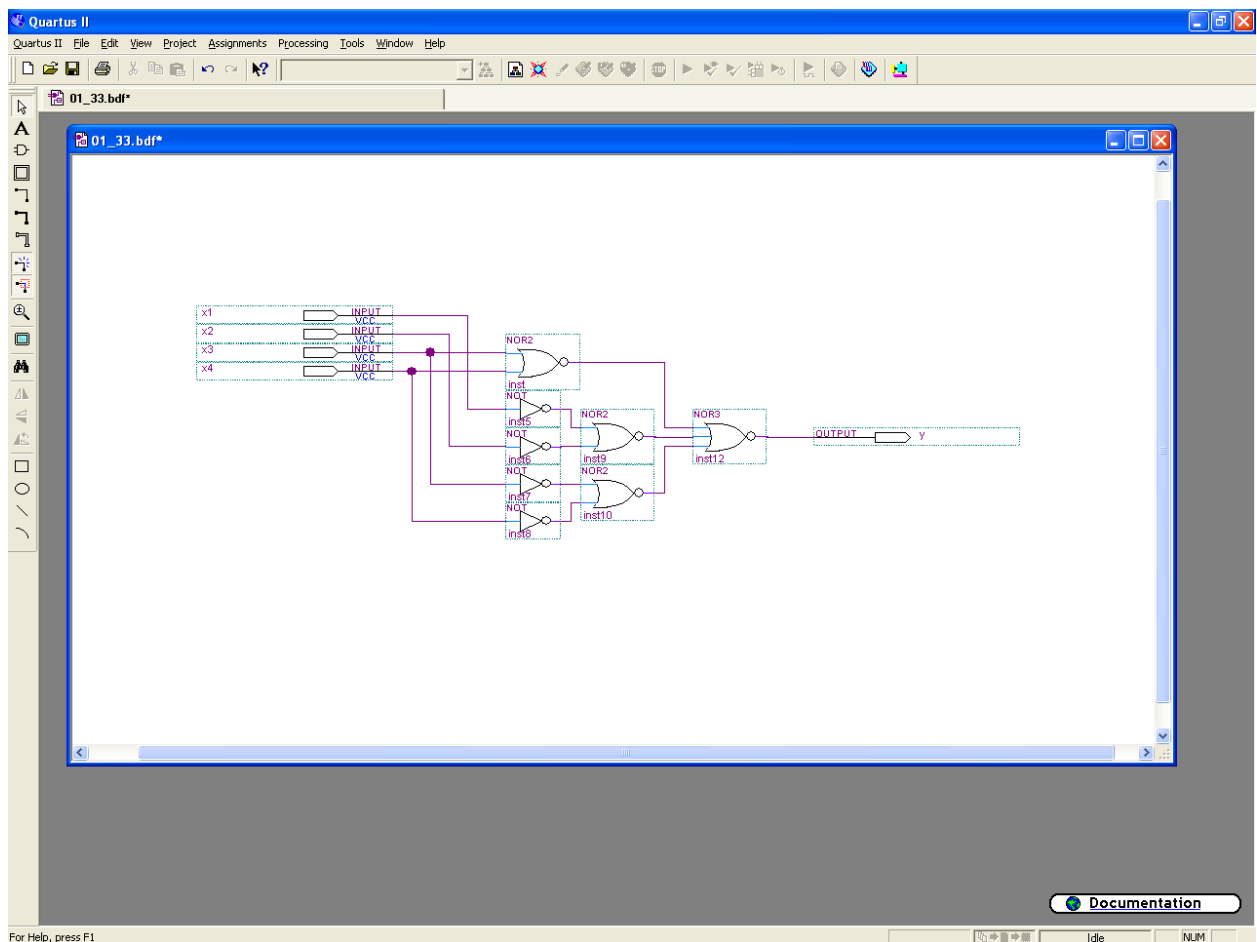 Quartus II
Quartus II File Edit View Project Assignments Processing Tools Window Help
STOP
01_33.bdf*
01_33.bdf*
x1 INPUT
VCC
x2 INPUT
VCC
x3 INPUT
VCC
x4 INPUT
VCC
NOR2
inst
NOT
inst5
NOT
inst6
NOT
inst7
NOT
inst8
NOR2
inst9
NOR2
inst10
NOR3
inst12
OUTPUT y
Documentation
For Help, press F1 Idle NUM